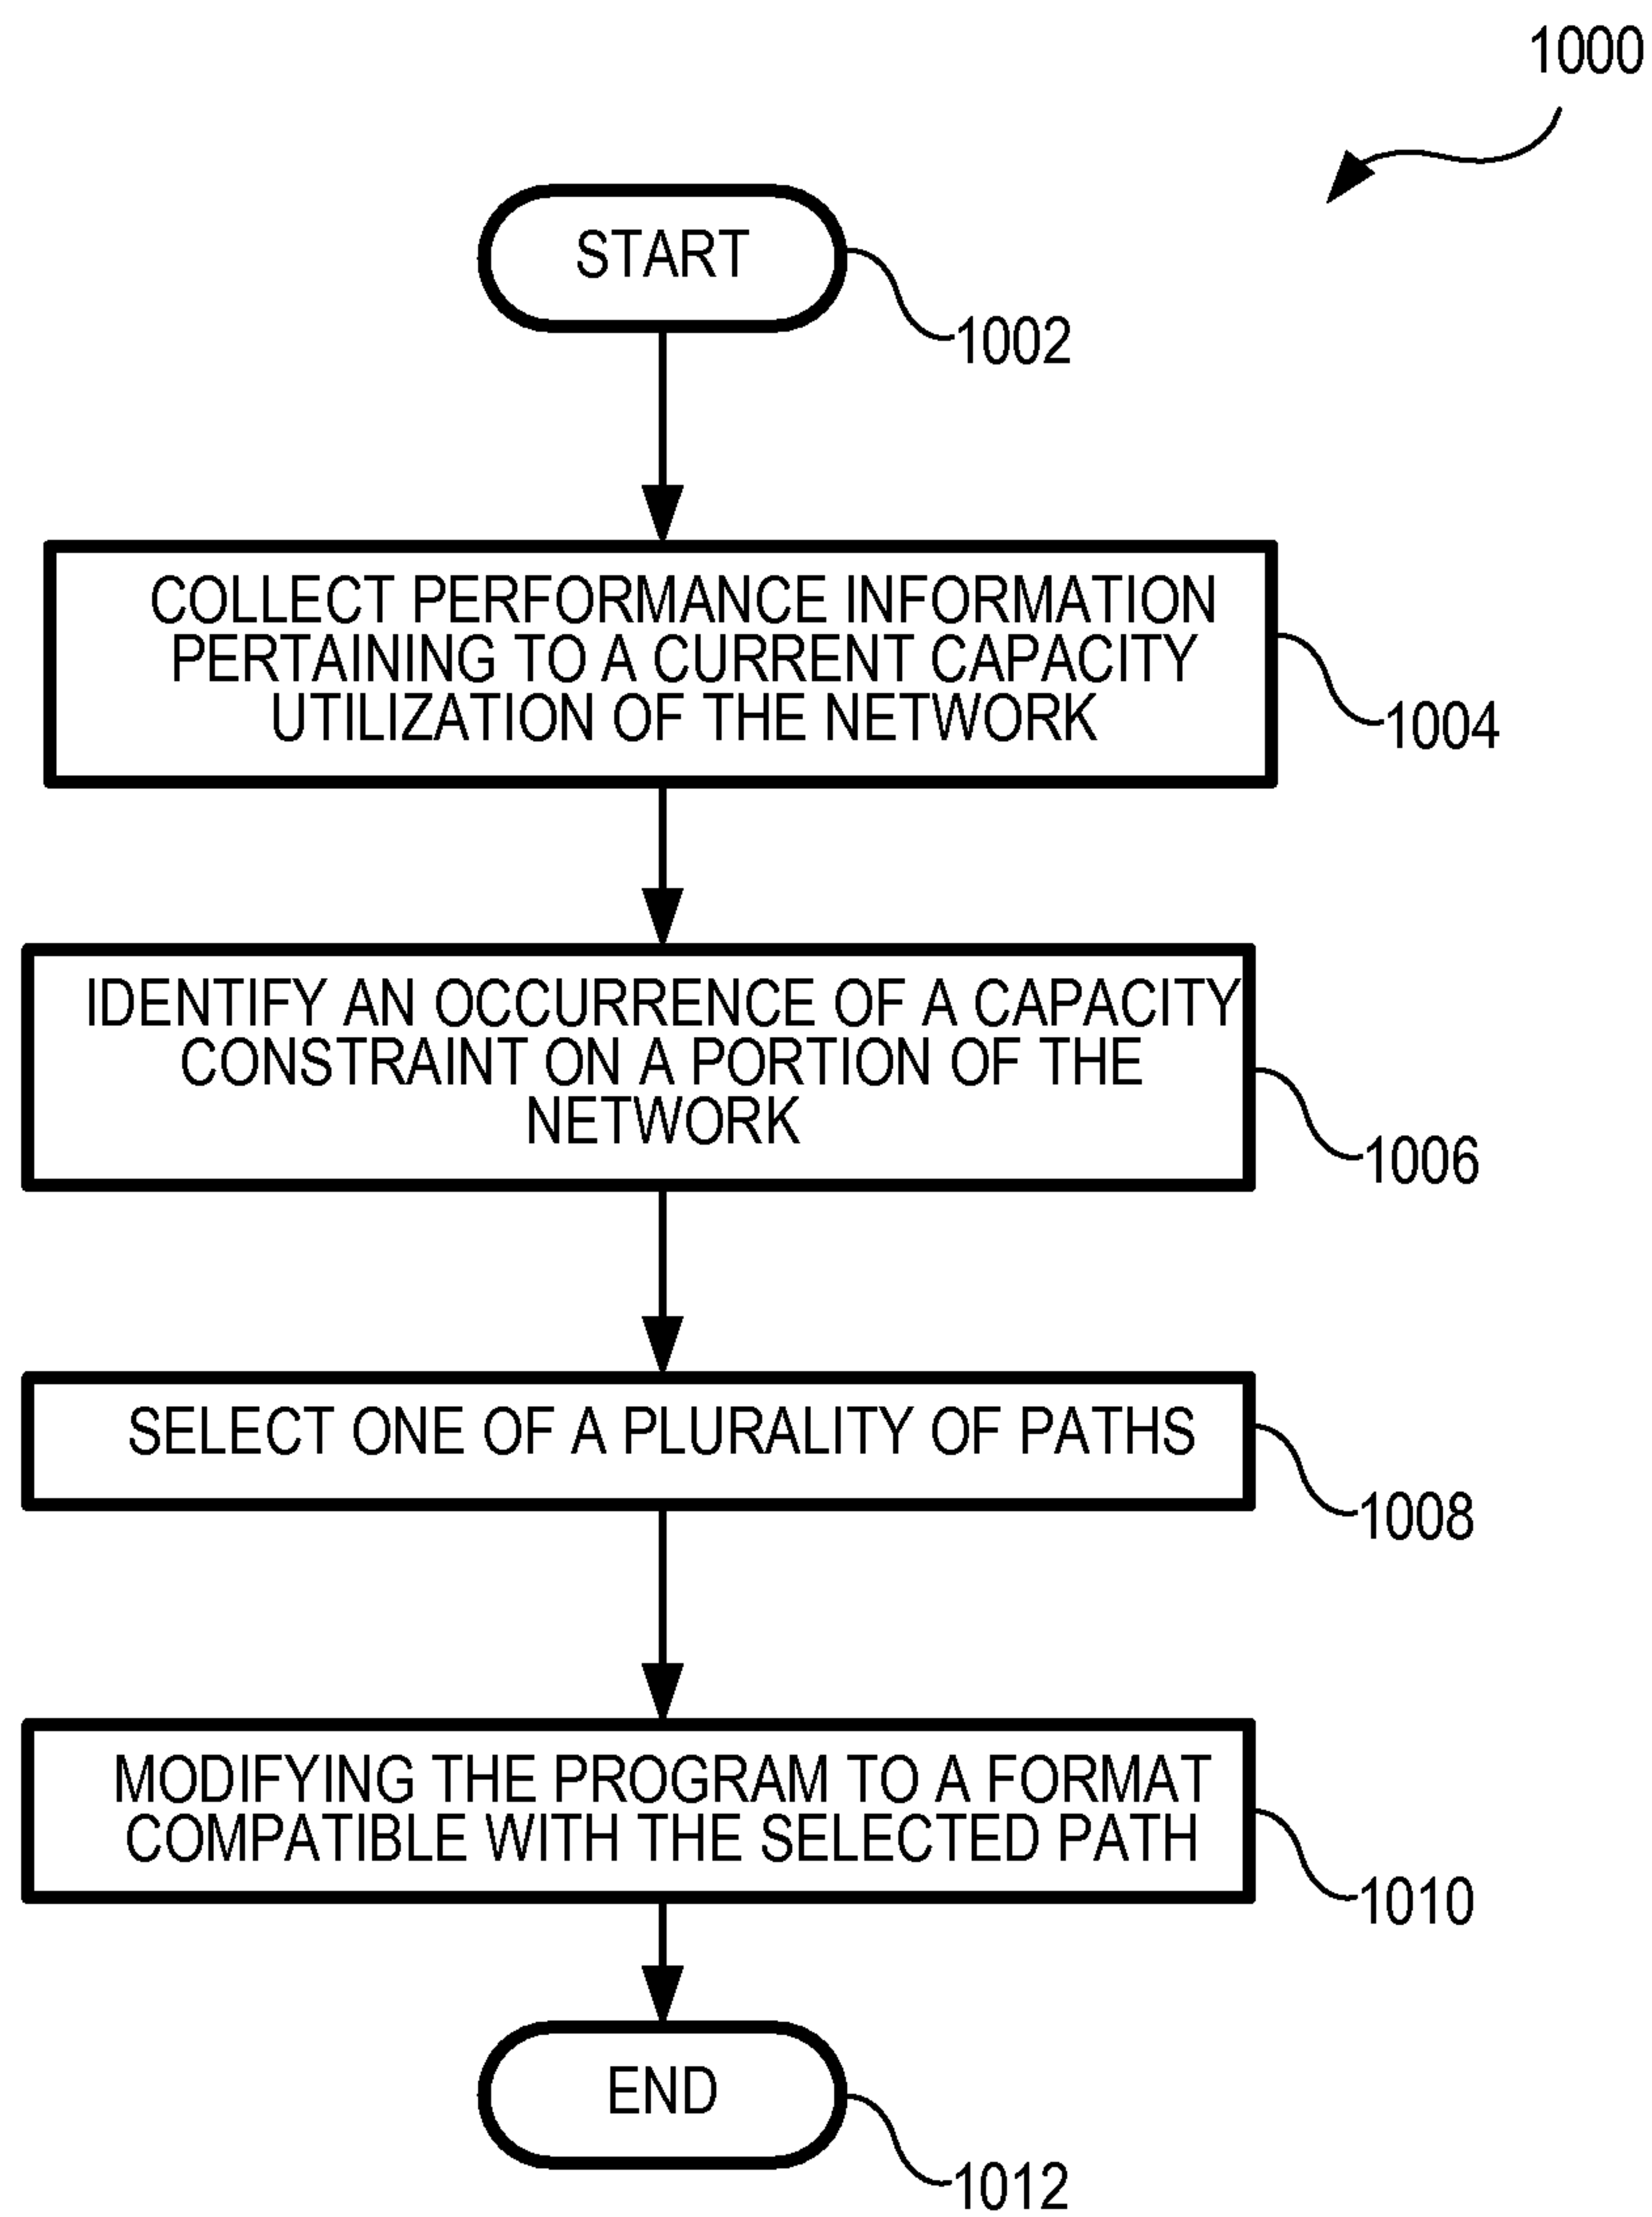 1000
START
1002
COLLECT PERFORMANCE INFORMATION
PERTAINING TO A CURRENT CAPACITY
UTILIZATION OF THE NETWORK
1004
IDENTIFY AN OCCURRENCE OF A CAPACITY
CONSTRAINT ON A PORTION OF THE
NETWORK
1006
SELECT ONE OF A PLURALITY OF PATHS
1008
MODIFYING THE PROGRAM TO A FORMAT
COMPATIBLE WITH THE SELECTED PATH
1010
END
1012